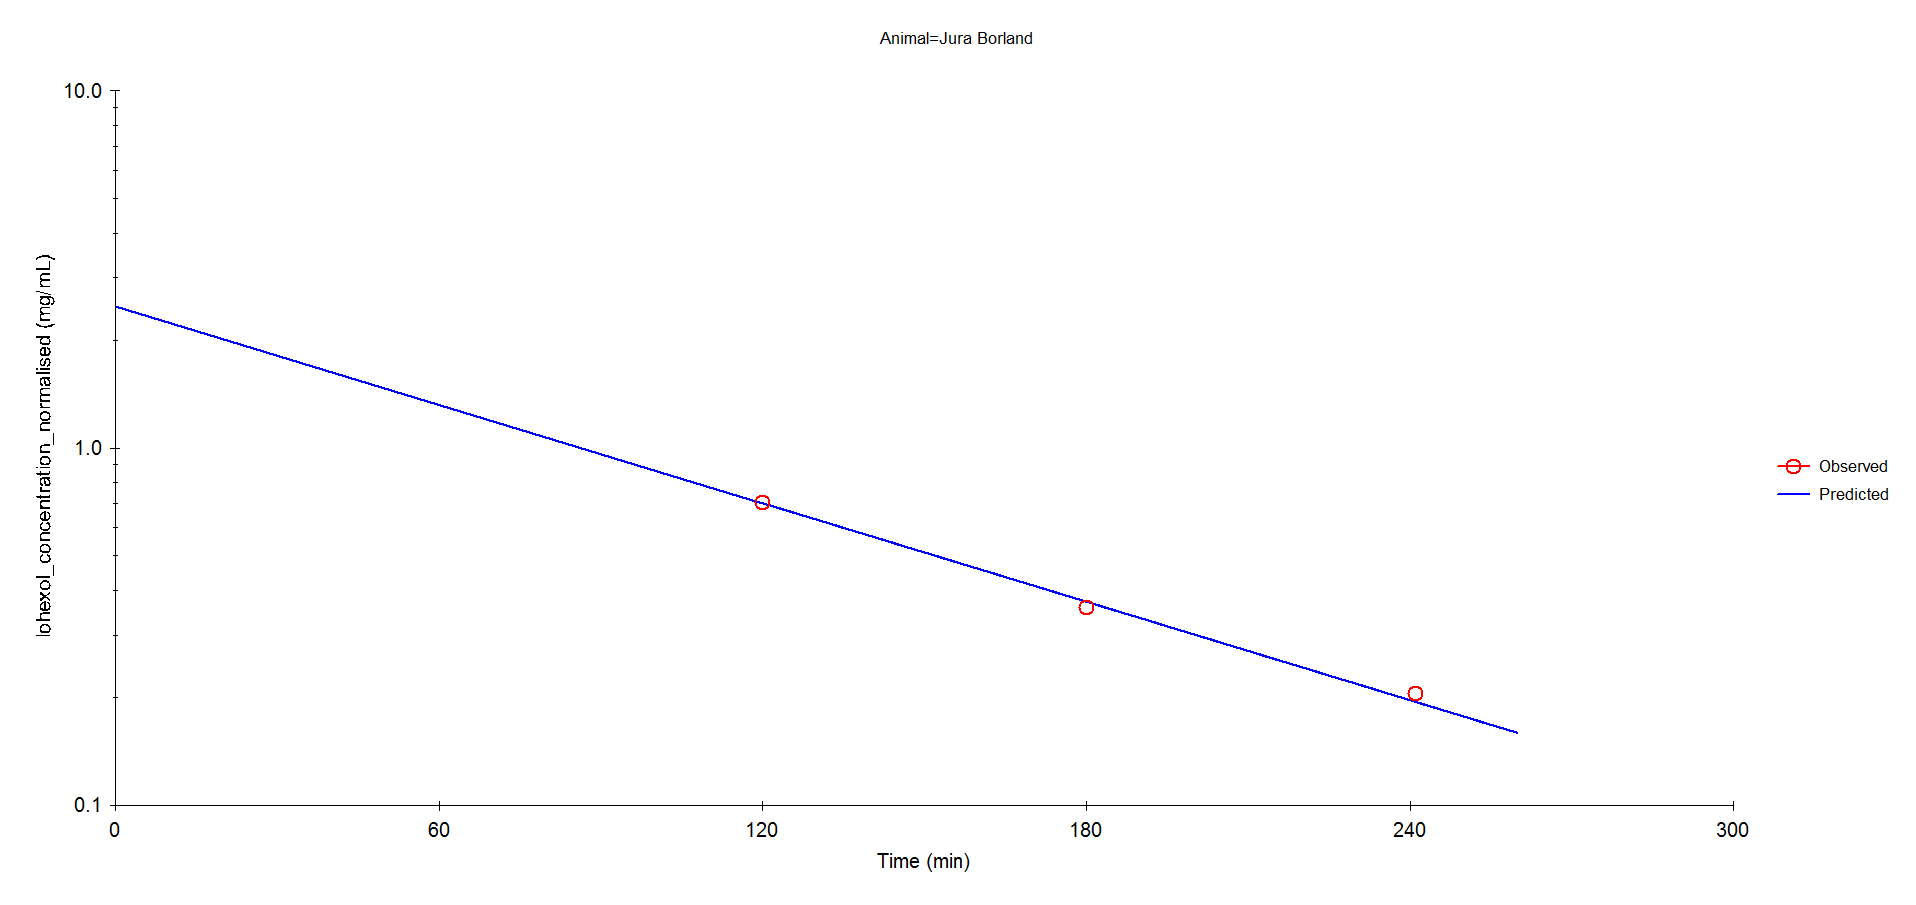 Animal=Jura Borland
10.0
1.0
0.1
Iohexol_concentration_normalised (mg/mL)
0 60 120 180 240 300
Time (min)
Observed
Predicted